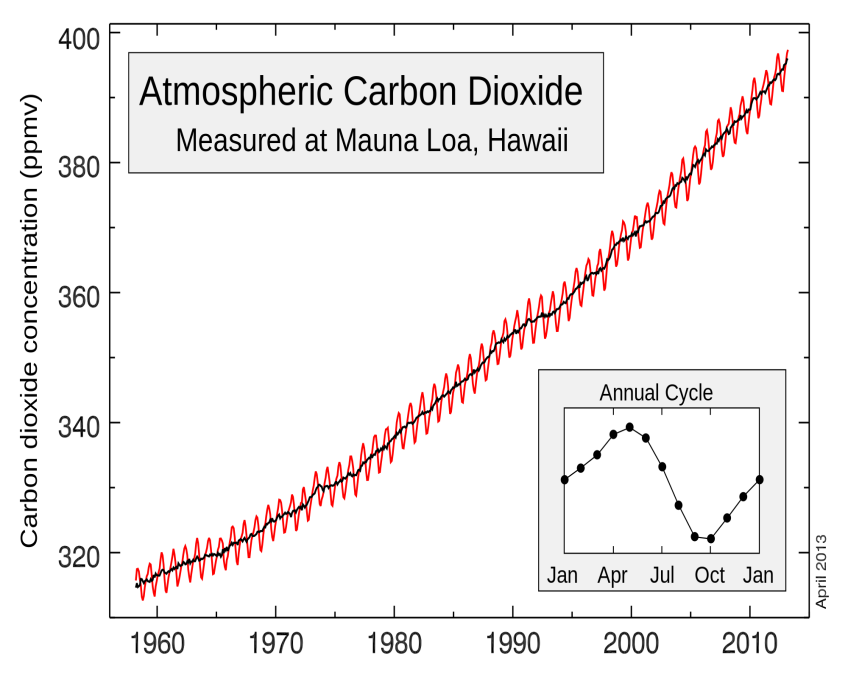 Atmospheric Carbon Dioxide
Measured at Mauna Loa, Hawaii
Carbon dioxide concentration (ppmv)
400
380
360
340
320
1960 1970 1980 1990 2000 2010
Annual Cycle
Jan Apr Jul Oct Jan
April 2013